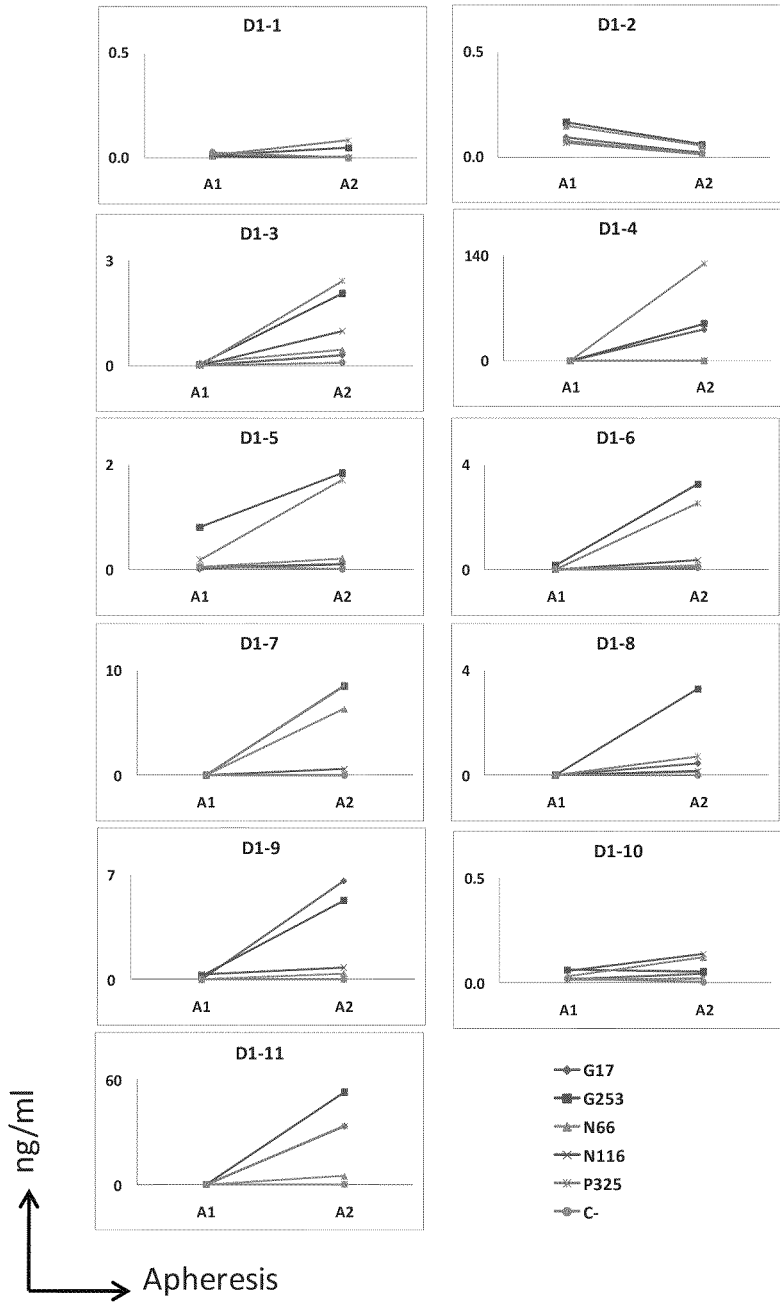 D1-1
0.5
0.0
A1 A2
D1-2
0.5
0.0
A1 A2
D1-3
3
0
A1 A2
D1-4
140
0
A1 A2
D1-5
2
0
A1 A2
D1-6
4
0
A1 A2
D1-7
10
0
A1 A2
D1-8
4
0
A1 A2
D1-9
7
0
A1 A2
D1-10
0.5
0.0
A1 A2
D1-11
60
0
A1 A2
G17
G253
N66
N116
P325
C-
ng/ml
Apheresis